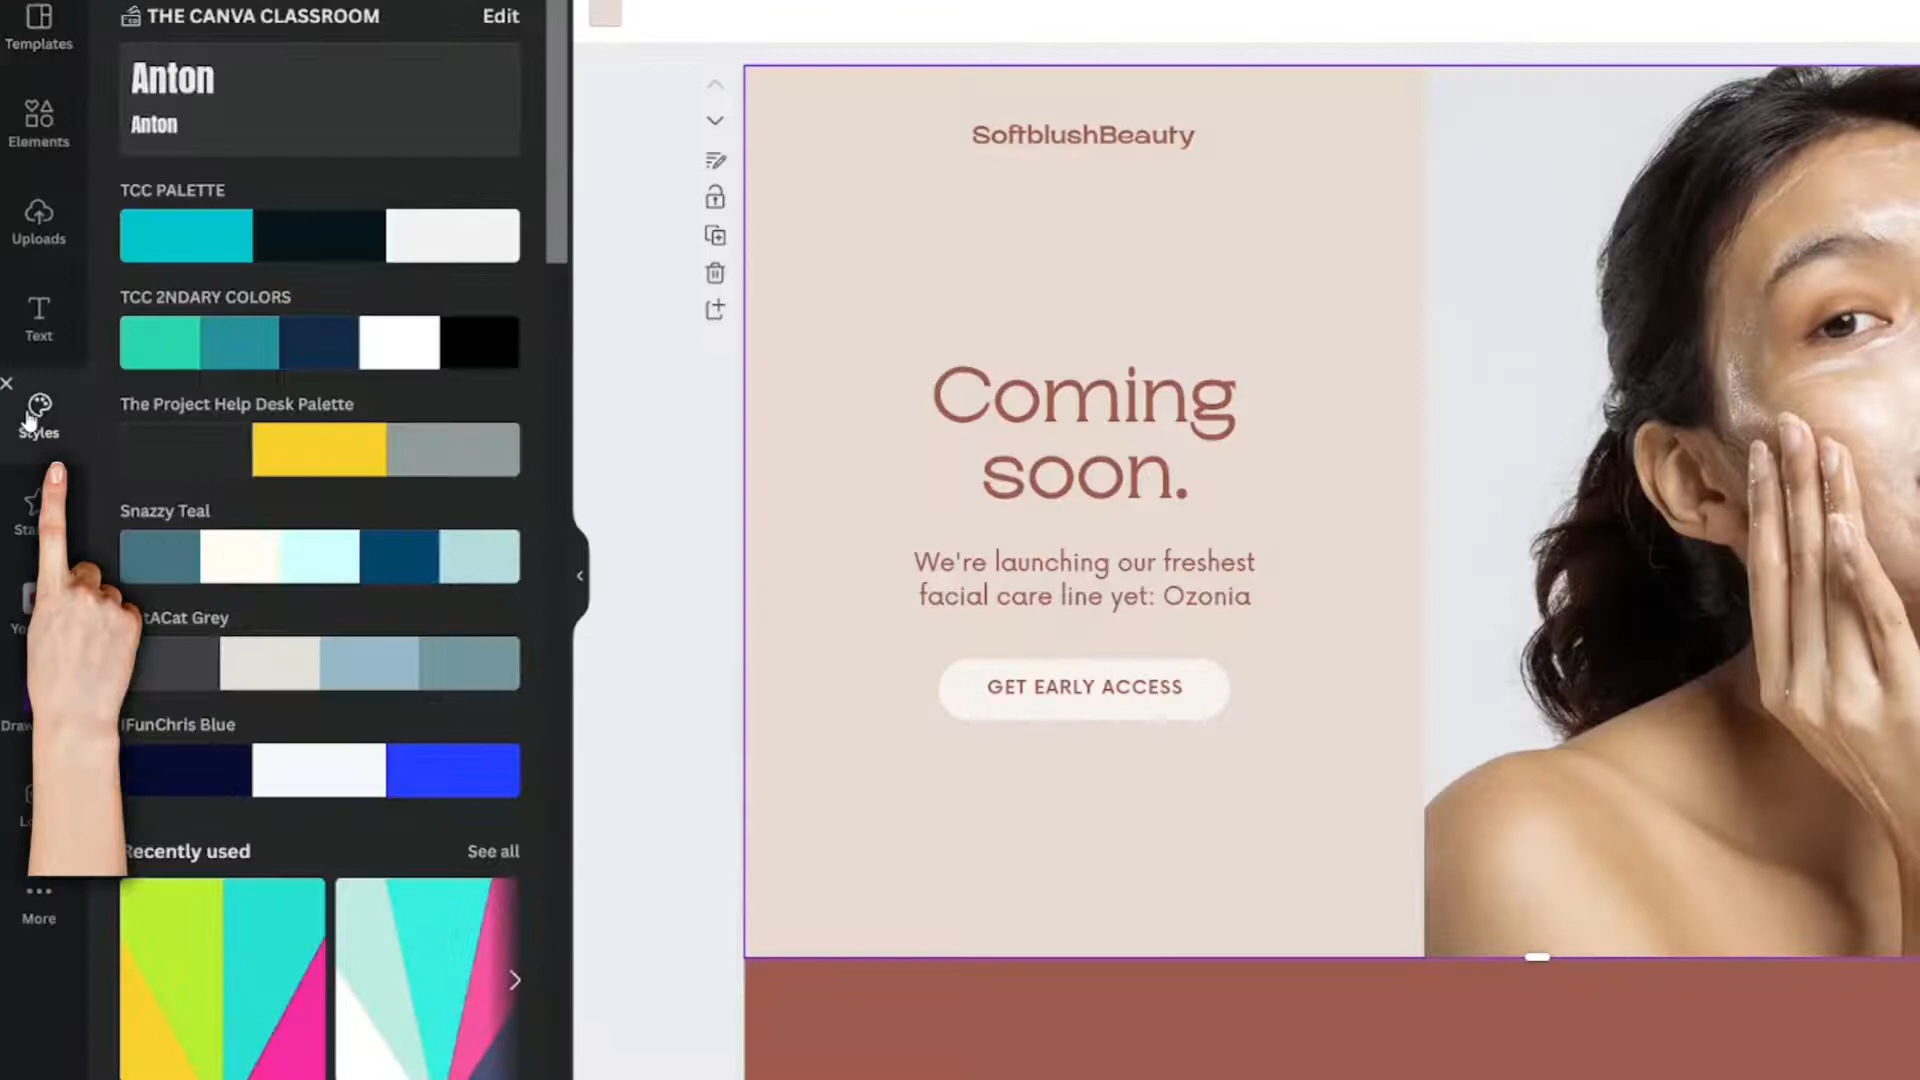 Templates
Elements
Uploads
Text
Styles
More
THE CANVA CLASSROOM
Edit
Anton
Anton
TCC PALETTE
TCC 2NDARY COLORS
The Project Help Desk Palette
Snazzy Teal
tACat Grey
FunChris Blue
Recently used
See all
SoftblushBeauty
Coming
soon.
We're launching our freshest
facial care line yet: Ozonia
GET EARLY ACCESS